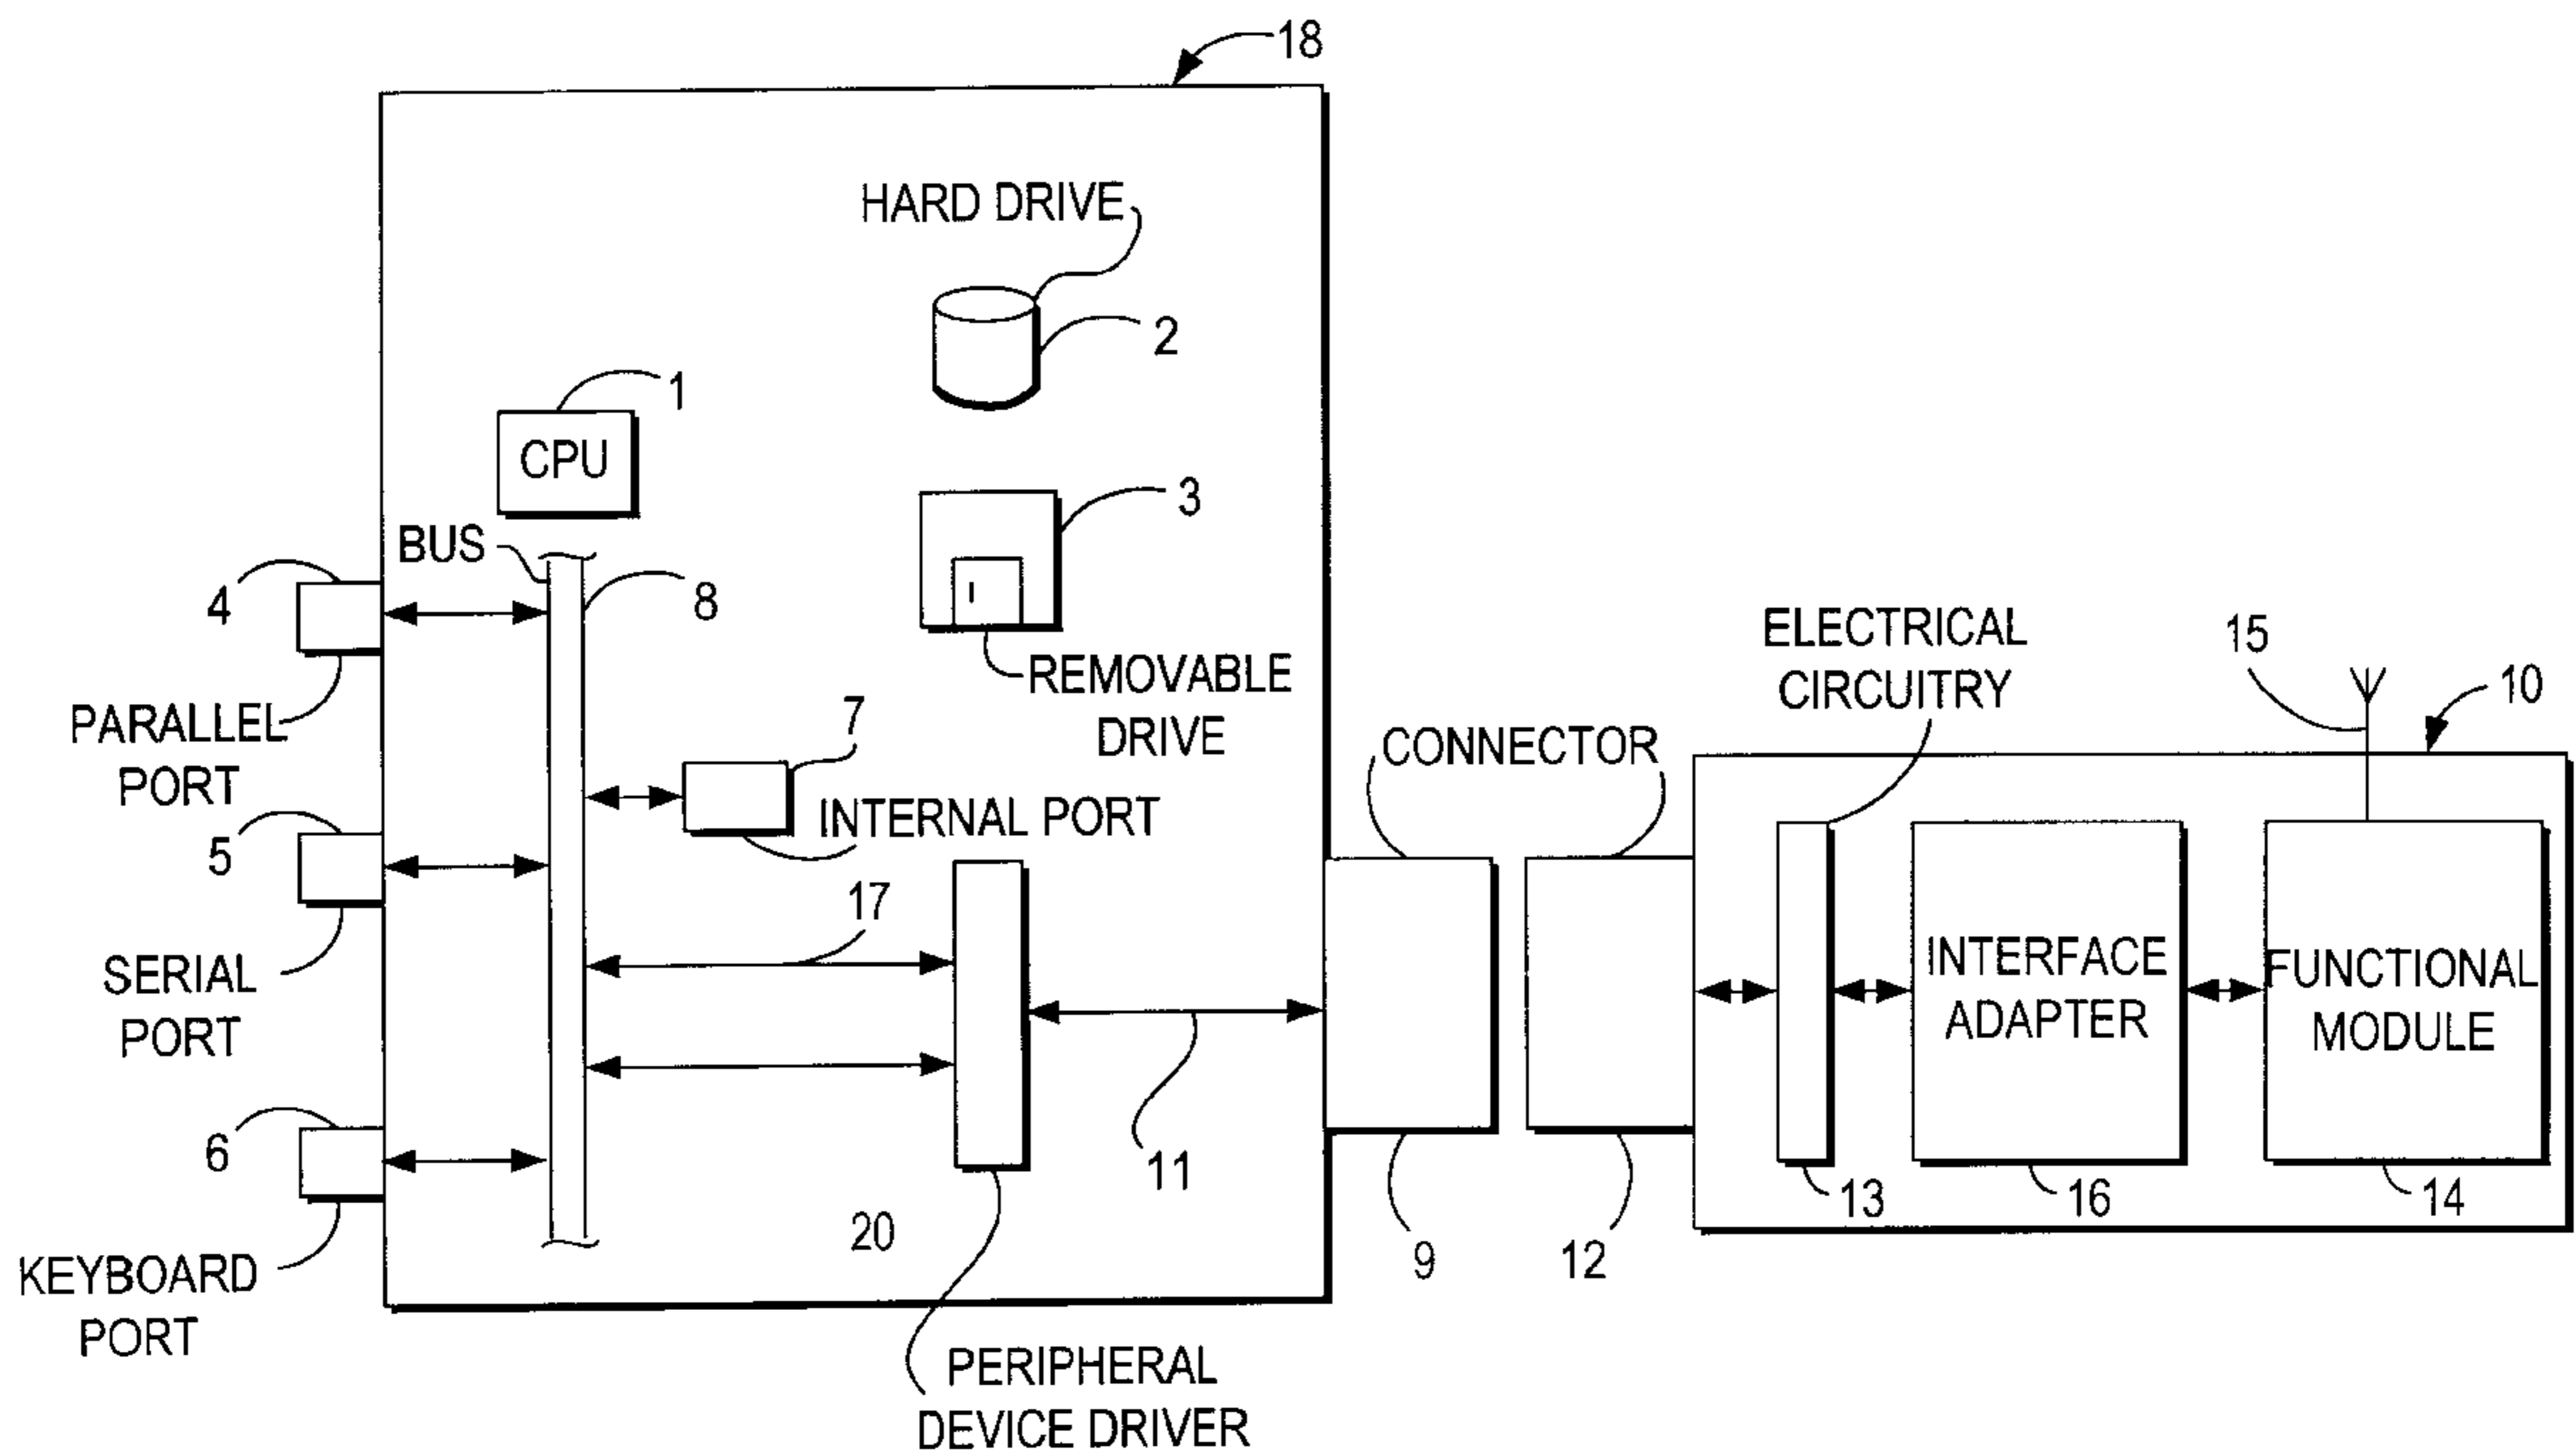 18
HARD DRIVE
2
1
CPU
3
BUS
4
8
REMOVABLE
DRIVE
PARALLEL
PORT
7
INTERNAL PORT
5
17
SERIAL
PORT
6
11
20
KEYBOARD
PORT
PERIPHERAL
DEVICE DRIVER
CONNECTOR
9
12
ELECTRICAL
CIRCUITRY
15
10
INTERFACE
ADAPTER
FUNCTIONAL
MODULE
13
16
14